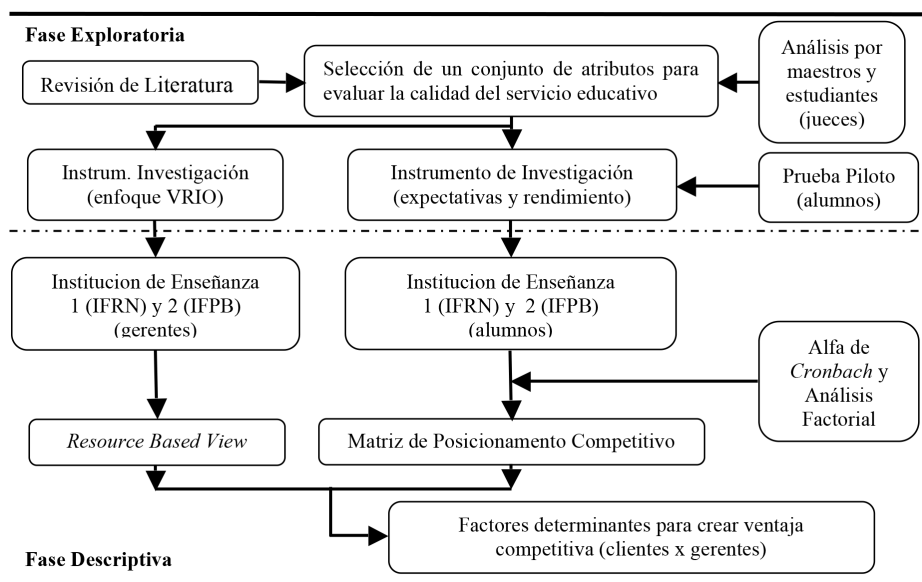 Fase Exploratoria
Revisión de Literatura
Selección de un conjunto de atributos para
evaluar la calidad del servicio educativo
Análisis por
maestros y
estudiantes
(jueces)
Instrum. Investigación
(enfoque VRIO)
Instrumento de Investigación
(expectativas y rendimiento)
Prueba Piloto
(alumnos)
Institucion de Enseñanza
1 (IFRN) y 2 (IFPB)
(gerentes)
Institucion de Enseñanza
1 (IFRN) y 2 (IFPB)
(alumnos)
Alfa de
Cronbach y
Análisis
Factorial
Resource Based View
Matriz de Posicionamento Competitivo
Factores determinantes para crear ventaja
competitiva (clientes x gerentes)
Fase Descriptiva